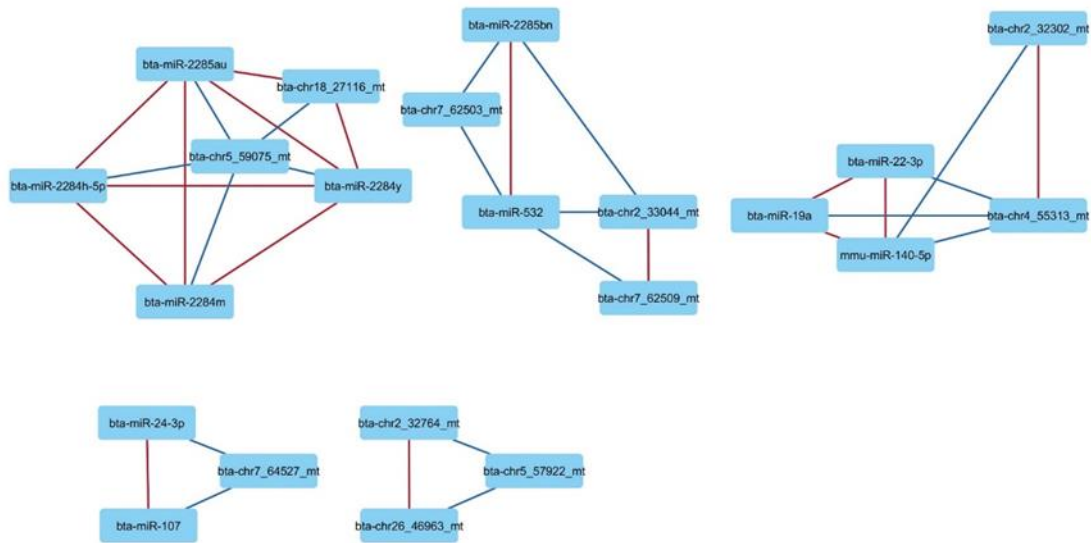 bta-miR-2285au
bta-chr18_27116_mt
bta-chr5_59075_mt
bta-miR-2284h-5p
bta-miR-2284y
bta-miR-2284m
bta-miR-2285bn
bta-chr7_62503_mt
bta-miR-532
bta-chr2_33044_mt
bta-chr7_62509_mt
bta-chr2_32302_mt
bta-miR-22-3p
bta-miR-19a
bta-chr4_55313_mt
mmu-miR-140-5p
bta-miR-24-3p
bta-chr7_64527_mt
bta-miR-107
bta-chr2_32764_mt
bta-chr5_57922_mt
bta-chr26_46963_mt